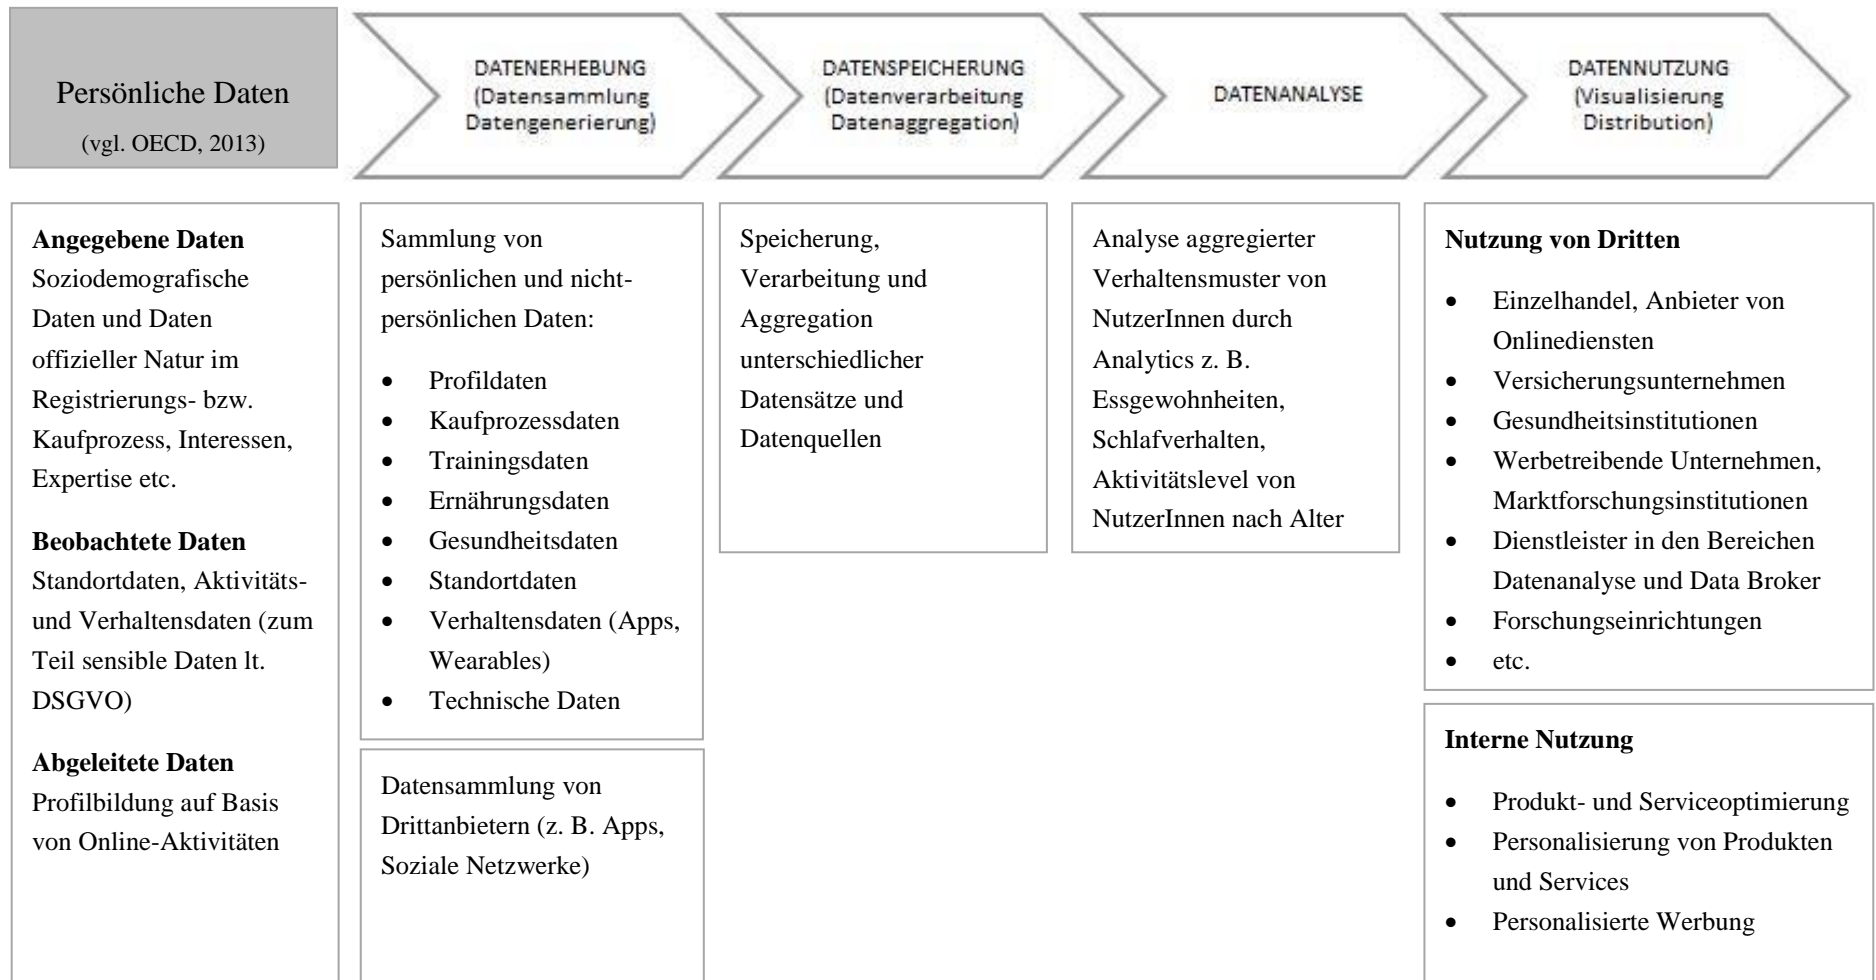 Persönliche Daten
(vgl. OECD, 2013)
DATENERHEBUNG
(Datensammlung
Datengenerierung)
DATENSPEICHERUNG
(Datenverarbeitung
Datenaggregation)
DATENANALYSE
DATENNUTZUNG
(Visualisierung
Distribution)
Angegebene Daten
Soziodemografische
Daten und Daten
offizieller Natur im
Registrierungs- bzw.
Kaufprozess, Interessen,
Expertise etc.
Beobachtete Daten
Standortdaten, Aktivitäts-
und Verhaltensdaten (zum
Teil sensible Daten lt.
DSGVO)
Abgeleitete Daten
Profilbildung auf Basis
von Online-Aktivitäten
Sammlung von
persönlichen und nicht-
persönlichen Daten:
• Profildaten
• Kaufprozessdaten
• Trainingsdaten
• Ernährungsdaten
• Gesundheitsdaten
• Standortdaten
• Verhaltensdaten (Apps,
Wearables)
• Technische Daten
Datensammlung von
Drittanbietern (z. B. Apps,
Soziale Netzwerke)
Speicherung,
Verarbeitung und
Aggregation
unterschiedlicher
Datensätze und
Datenquellen
Analyse aggregierter
Verhaltensmuster von
NutzerInnen durch
Analytics z. B.
Essgewohnheiten,
Schlafverhalten,
Aktivitätslevel von
NutzerInnen nach Alter
Nutzung von Dritten
• Einzelhandel, Anbieter von
Onlinediensten
• Versicherungsunternehmen
• Gesundheitsinstitutionen
• Werbetreibende Unternehmen,
Marktforschungsinstitutionen
• Dienstleister in den Bereichen
Datenanalyse und Data Broker
• Forschungseinrichtungen
• etc.
Interne Nutzung
• Produkt- und Serviceoptimierung
• Personalisierung von Produkten
und Services
• Personalisierte Werbung